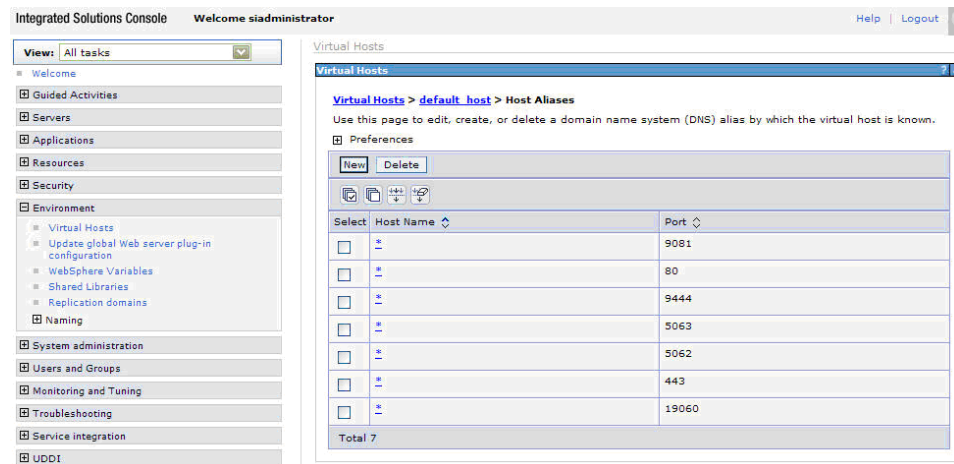 Integrated Solutions Console Welcome siadministrator Help | Logout
View: All tasks
Welcome
Guided Activities
Servers
Applications
Resources
Security
Environment
Virtual Hosts
Update global Web server plug-in
configuration
WebSphere Variables
Shared Libraries
Replication domains
Naming
System administration
Users and Groups
Monitoring and Tuning
Troubleshooting
Service integration
UDDI
Virtual Hosts
Virtual Hosts ?
Virtual Hosts > default_host > Host Aliases
Use this page to edit, create, or delete a domain name system (DNS) alias by which the virtual host is known.
Preferences
New Delete
Select Host Name Port
* 9081
* 80
* 9444
* 5063
* 5062
* 443
* 19060
Total 7